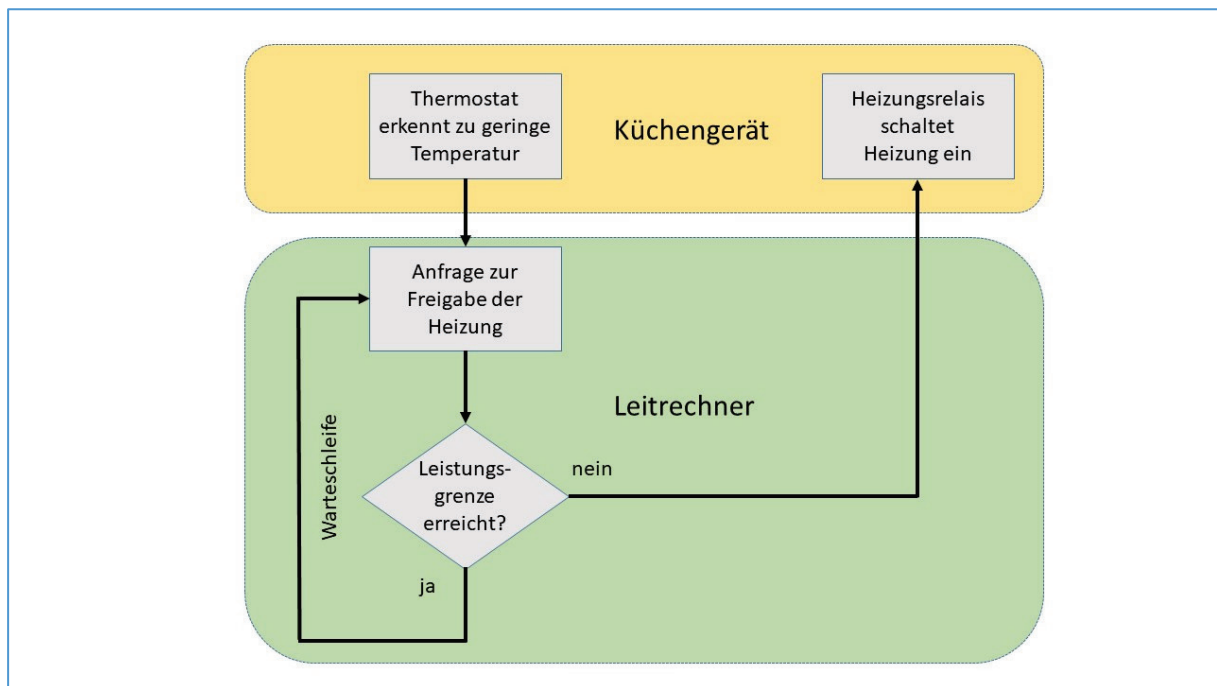 Thermostat
erkennt zu geringe
Temperatur
Küchengerät
Heizungsrelais
schaltet
Heizung ein
Anfrage zur
Freigabe der
Heizung
Leitrechner
Warteschleife
Leistungs-
grenze
erreicht?
nein
ja